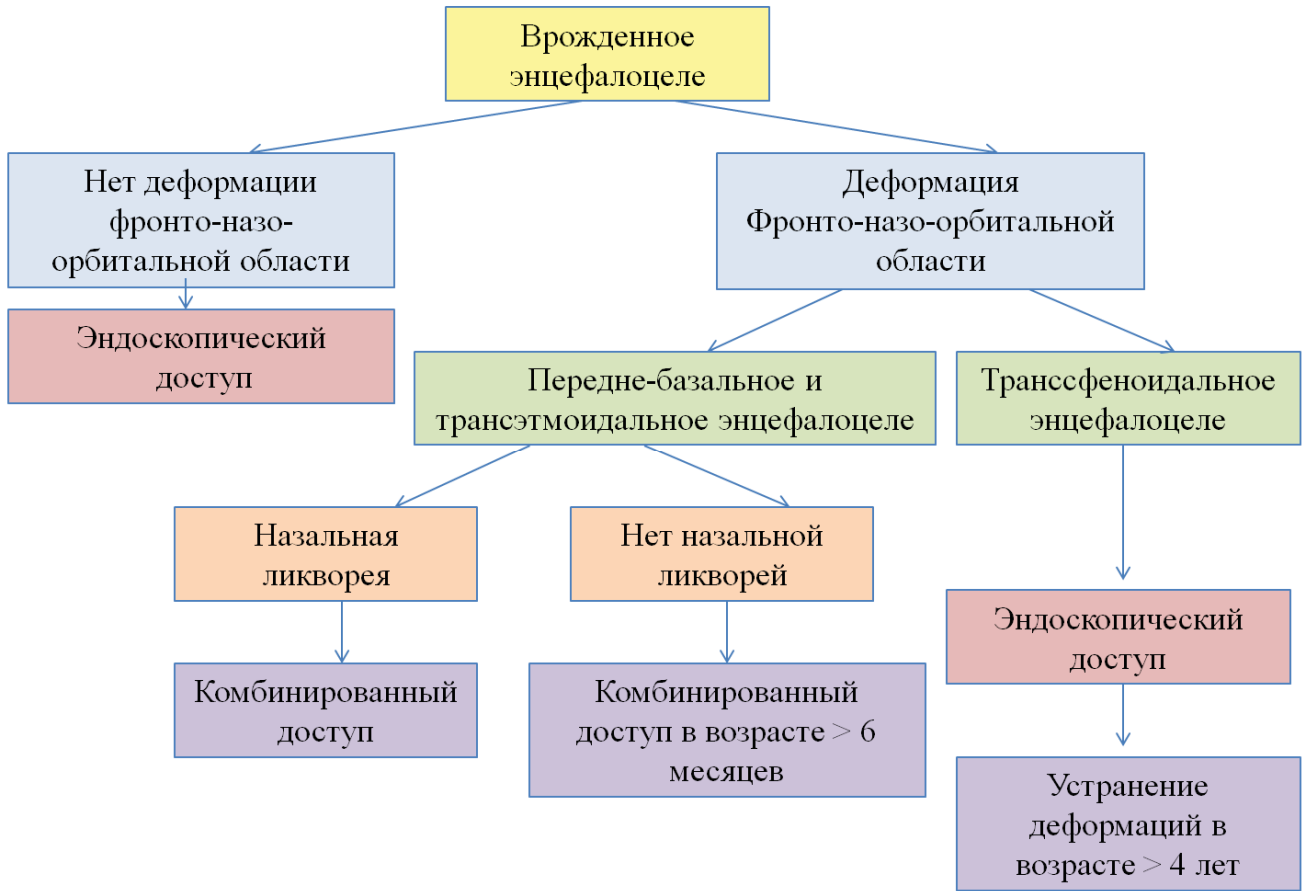 Врожденное
энцефалоцеле
Нет деформации
фронто-назо-
орбитальной области
Деформация
Фронто-назо-орбитальной
области
Эндоскопический
доступ
Передне-базальное и
трансэтмоидальное энцефалоцеле
Транссфеноидальное
энцефалоцеле
Назальная
ликворея
Нет назальной
ликворей
Эндоскопический
доступ
Комбинированный
доступ
Комбинированный
доступ в возрасте > 6
месяцев
Устранение
деформаций в
возрасте > 4 лет